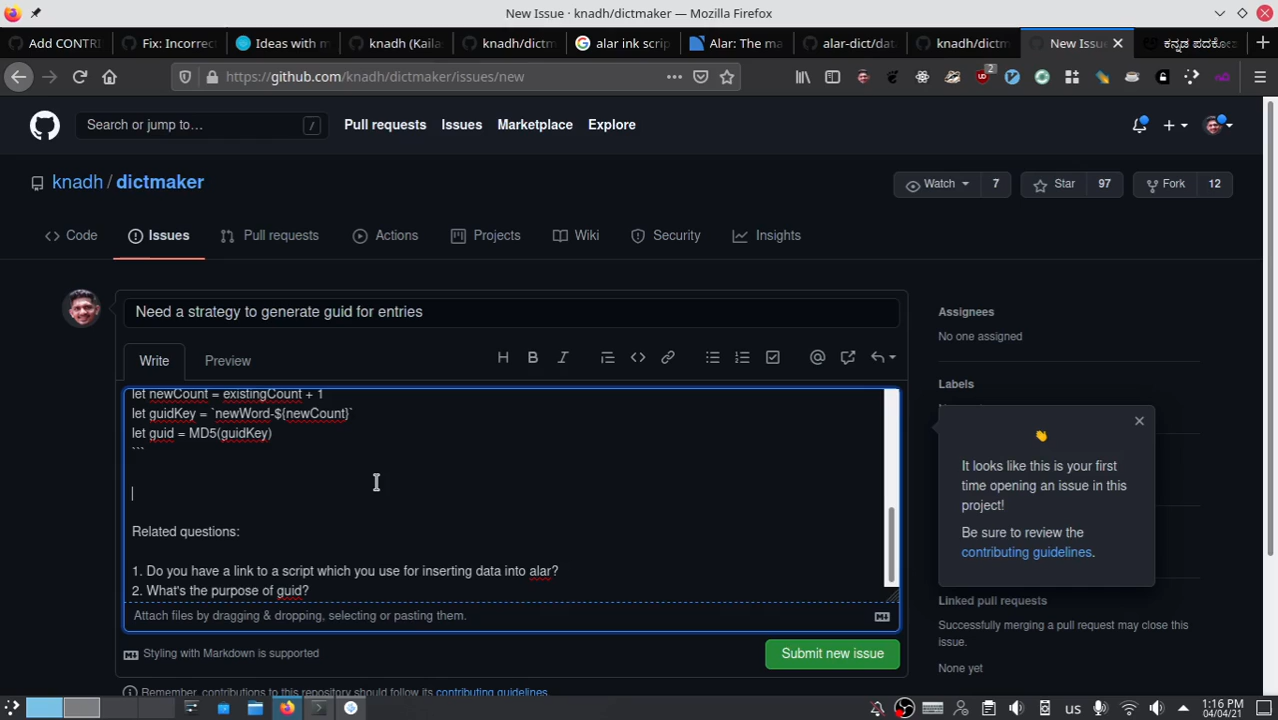 New Issue · knadh/dictmaker — Mozilla Firefox
Add CONTRI
Fix: Incorrect
Ideas with m
knadh (Kaila
knadh/dictm
alar ink scrip
Alar: The ma
alar-dict/data
knadh/dictm
New Issue
ಕನ್ನಡ ಪದಕೋ
https://github.com/knadh/dictmaker/issues/new
2
Search or jump to…
/
Pull requests
Issues
Marketplace
Explore
knadh / dictmaker
Watch
7
Star
97
Fork
12
Code
Issues
Pull requests
Actions
Projects
Wiki
Security
Insights
Need a strategy to generate guid for entries
Write
Preview
let newCount = existingCount + 1
let guidKey = `newWord-${newCount}`
let guid = MD5(guidKey)
```
Related questions:
1. Do you have a link to a script which you use for inserting data into alar?
2. What's the purpose of guid?
Attach files by dragging & dropping, selecting or pasting them.
Styling with Markdown is supported
Submit new issue
Remember, contributions to this repository should follow its contributing guidelines
Assignees
No one assigned
Labels
👋
It looks like this is your first
time opening an issue in this
project!
Be sure to review the
contributing guidelines.
Linked pull requests
Successfully merging a pull request may close this
issue.
None yet
us
1:16 PM
04/04/21